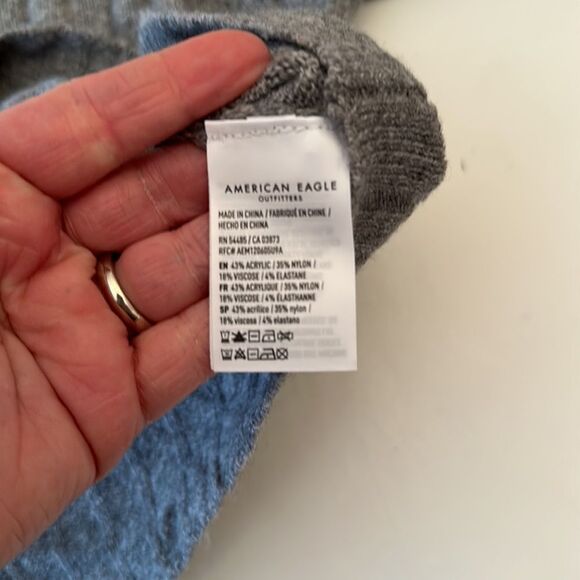 AMERICAN EAGLE
OUTFITTERS
MADE IN CHINA / FABRIQUÉ EN CHINE /
HECHO EN CHINA
RN 54485 / CA 03873
RFC# AEM120605U9A
EN 43% ACRYLIC / 35% NYLON /
18% VISCOSE / 4% ELASTANE
FR 43% ACRYLIQUE / 35% NYLON /
18% VISCOSE / 4% ÉLASTHANNE
SP 43% acrílico / 35% nylon /
18% viscosa / 4% elastano